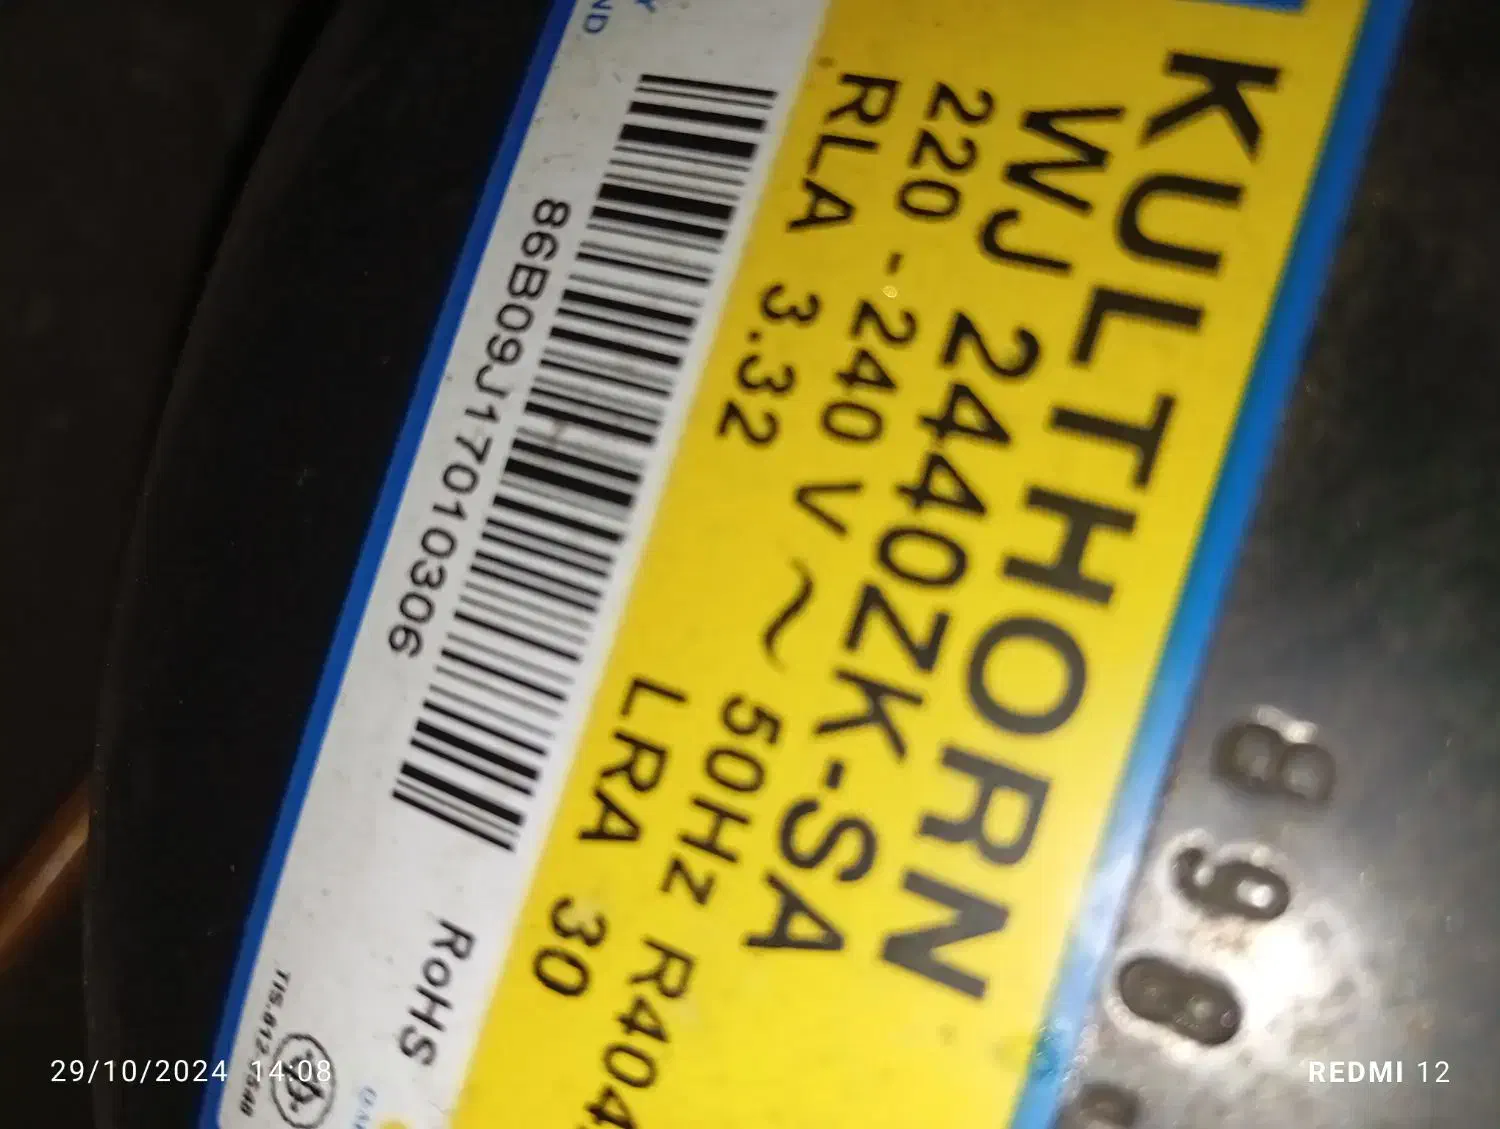 KULTHORN
WJ 2440ZK-SA
220 - 240 V ~ 50Hz R404
RLA 3.32 LRA 30
86B09J17010306
RoHS
29/10/2024 14:08
REDMI 12